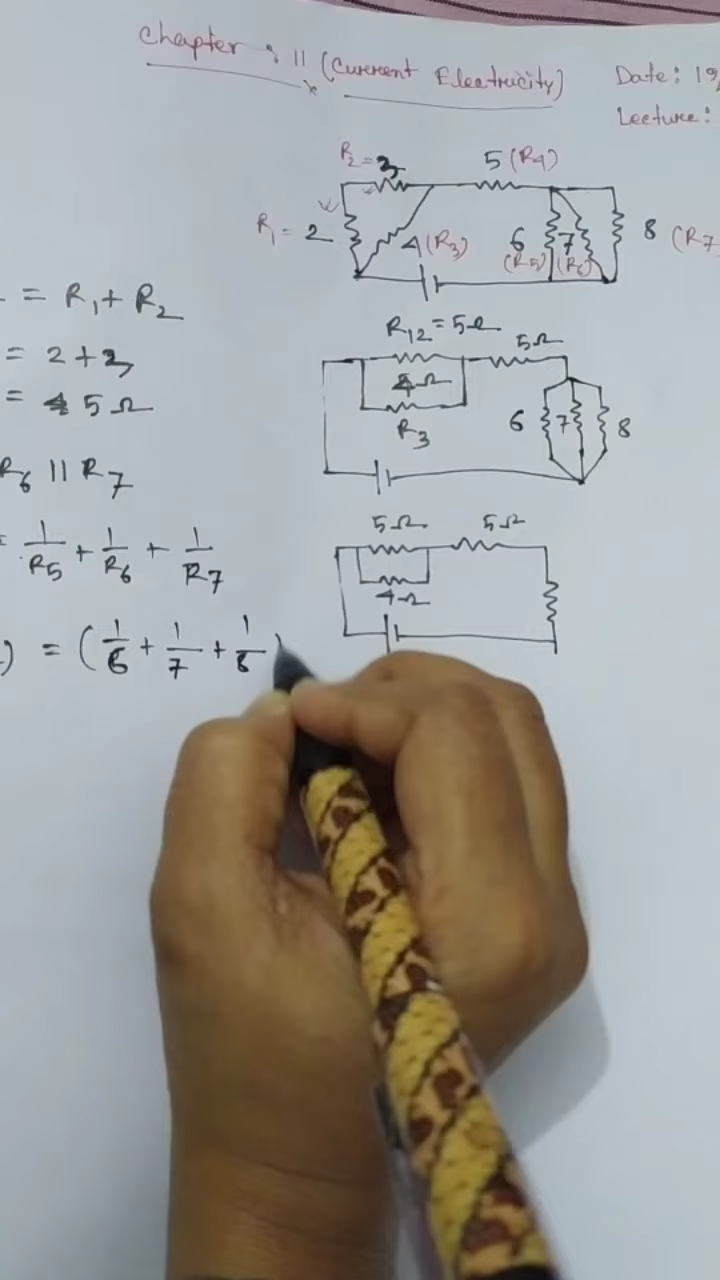 Chapter : 11 (Current Electricity)
Date: 19
Lecture:
R2 = 3
5 (R4)
R1 = 2
4 (R3)
6 (R5)
7 (R6)
8 (R7
= R1 + R2
= 2+3
= 5Ω
R6 || R7
= 1/R5 + 1/R6 + 1/R7
) = (1/6 + 1/7 + 1/8
R12 = 5Ω
5Ω
4Ω
R3
6
7
8
5Ω
5Ω
4Ω